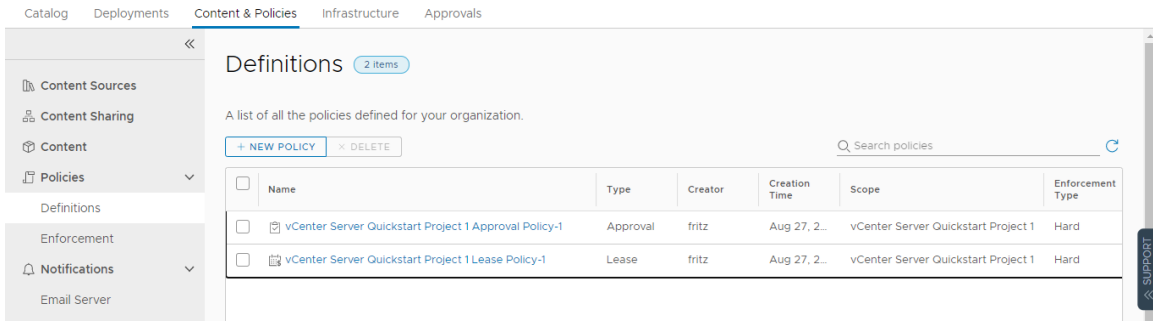 Catalog Deployments Content & Policies Infrastructure Approvals
Content Sources
Content Sharing
Content
Policies
Definitions
Enforcement
Notifications
Email Server
Definitions 2 items
A list of all the policies defined for your organization.
+ NEW POLICY × DELETE Search policies
Name Type Creator Creation Time Scope Enforcement Type
vCenter Server Quickstart Project 1 Approval Policy-1 Approval fritz Aug 27, 2... vCenter Server Quickstart Project 1 Hard
vCenter Server Quickstart Project 1 Lease Policy-1 Lease fritz Aug 27, 2... vCenter Server Quickstart Project 1 Hard
SUPPORT